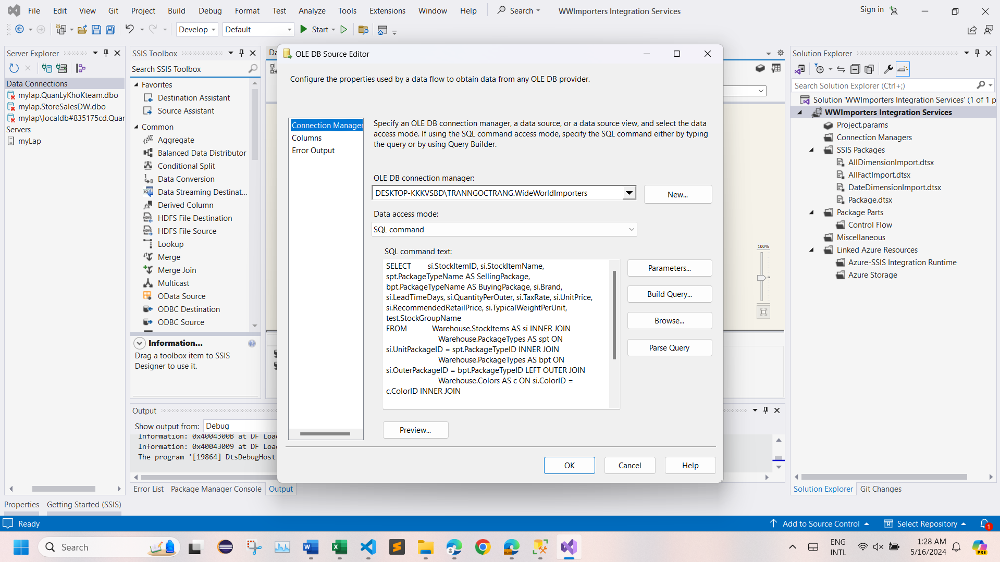 File Edit View Git Project Build Debug Format Test Analyze Tools Extensions Window Help Search WWImporters Integration Services Sign in
Develop Default Start
Server Explorer
Data Connections
mylap.QuanLyKhoKteam.dbo
mylap.StoreSalesDW.dbo
mylap\localdb#835175cd.Quar
Servers
myLap
SSIS Toolbox
Search SSIS Toolbox
Favorites
Destination Assistant
Source Assistant
Common
Aggregate
Balanced Data Distributor
Conditional Split
Data Conversion
Data Streaming Destinat...
Derived Column
HDFS File Destination
HDFS File Source
Lookup
Merge
Merge Join
Multicast
OData Source
ODBC Destination
ODBC Source
Information...
Drag a toolbox item to SSIS
Designer to use it.
Da
OLE DB Source Editor
Configure the properties used by a data flow to obtain data from any OLE DB provider.
Connection Manager
Columns
Error Output
Specify an OLE DB connection manager, a data source, or a data source view, and select the data
access mode. If using the SQL command access mode, specify the SQL command either by typing
the query or by using Query Builder.
OLE DB connection manager:
DESKTOP-KKKVSBD\TRANNGOCTRANG.WideWorldImporters
New...
Data access mode:
SQL command
SQL command text:
SELECT si.StockItemID, si.StockItemName,
spt.PackageTypeName AS SellingPackage,
bpt.PackageTypeName AS BuyingPackage, si.Brand,
si.LeadTimeDays, si.QuantityPerOuter, si.TaxRate, si.UnitPrice,
si.RecommendedRetailPrice, si.TypicalWeightPerUnit,
test.StockGroupName
FROM Warehouse.StockItems AS si INNER JOIN
Warehouse.PackageTypes AS spt ON
si.UnitPackageID = spt.PackageTypeID INNER JOIN
Warehouse.PackageTypes AS bpt ON
si.OuterPackageID = bpt.PackageTypeID LEFT OUTER JOIN
Warehouse.Colors AS c ON si.ColorID =
c.ColorID INNER JOIN
Parameters...
Build Query...
Browse...
Parse Query
Preview...
OK Cancel Help
100%
Solution Explorer
Search Solution Explorer (Ctrl+;)
Solution 'WWImporters Integration Services' (1 of 1 p
WWImporters Integration Services
Project.params
Connection Managers
SSIS Packages
AllDimensionImport.dtsx
AllFactImport.dtsx
DateDimensionImport.dtsx
Package.dtsx
Package Parts
Control Flow
Miscellaneous
Linked Azure Resources
Azure-SSIS Integration Runtime
Azure Storage
Output
Show output from: Debug
Information: 0x4004300B at DF Load
Information: 0x40043009 at DF Load
The program '[19864] DtsDebugHost
Error List Package Manager Console Output
Solution Explorer Git Changes
Properties Getting Started (SSIS)
Ready Add to Source Control Select Repository 1
Search
PRE
ENG
INTL
1:28 AM
5/16/2024